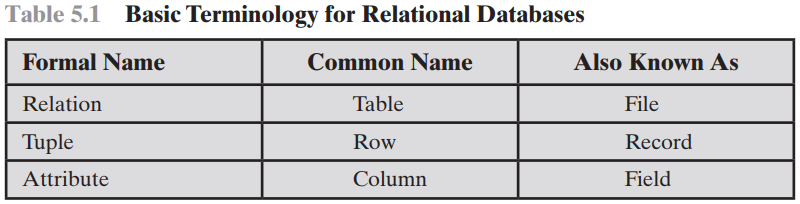 Table 5.1 Basic Terminology for Relational Databases
Formal Name Common Name Also Known As
Relation Table File
Tuple Row Record
Attribute Column Field